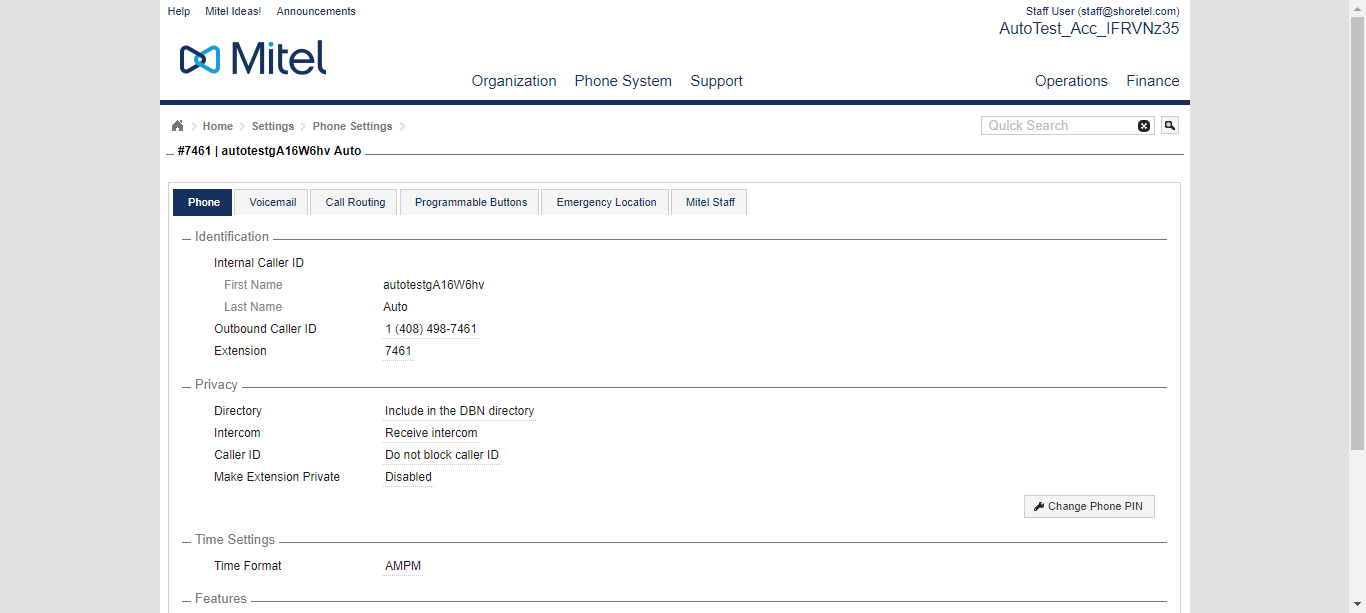 Help Mitel Ideas! Announcements Staff User (staff@shoretel.com)
AutoTest_Acc_IFRVNz35
Mitel
Organization Phone System Support Operations Finance
Home Settings Phone Settings Quick Search
#7461 | autotestgA16W6hv Auto
Phone Voicemail Call Routing Programmable Buttons Emergency Location Mitel Staff
Identification
Internal Caller ID
First Name autotestgA16W6hv
Last Name Auto
Outbound Caller ID 1 (408) 498-7461
Extension 7461
Privacy
Directory Include in the DBN directory
Intercom Receive intercom
Caller ID Do not block caller ID
Make Extension Private Disabled
Change Phone PIN
Time Settings
Time Format AMPM
Features